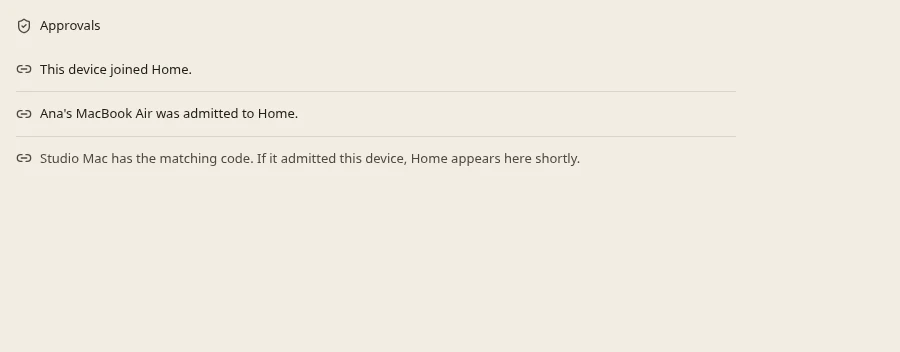 Approvals
This device joined Home.
Ana's MacBook Air was admitted to Home.
Studio Mac has the matching code. If it admitted this device, Home appears here shortly.